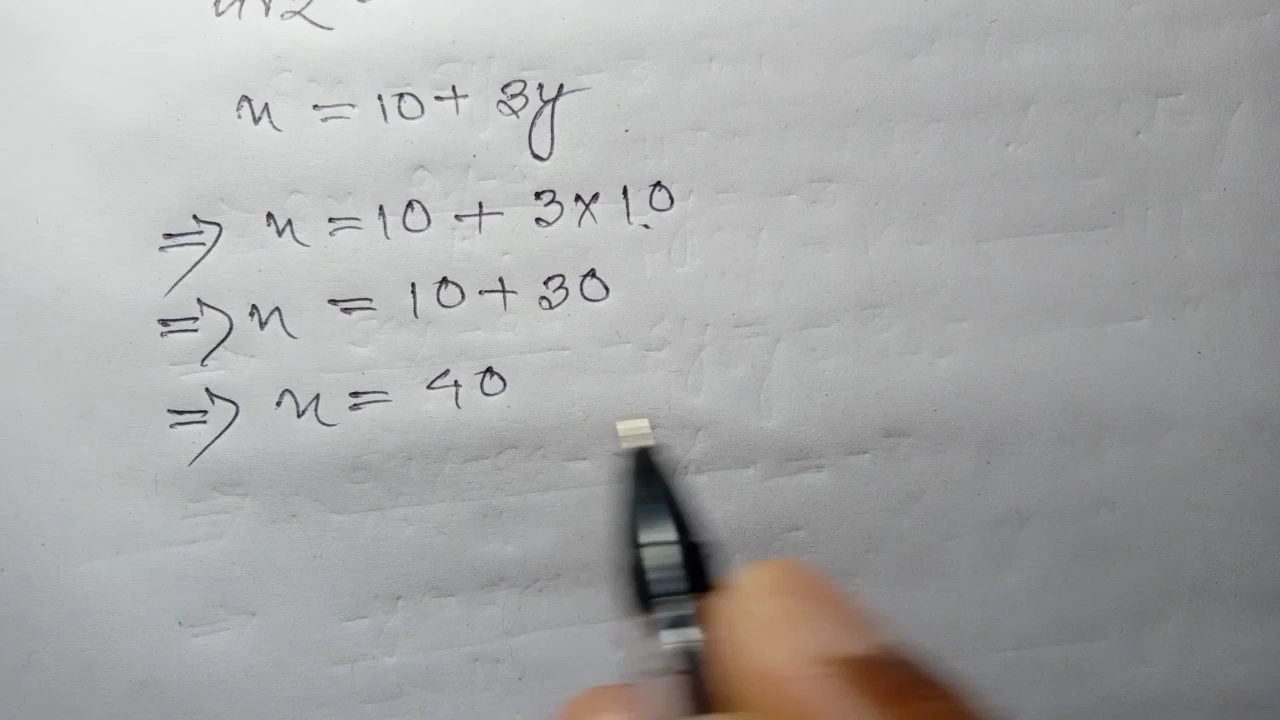 x = 10 + 3y
⇒ x = 10 + 3 × 10
⇒ x = 10 + 30
⇒ x = 40